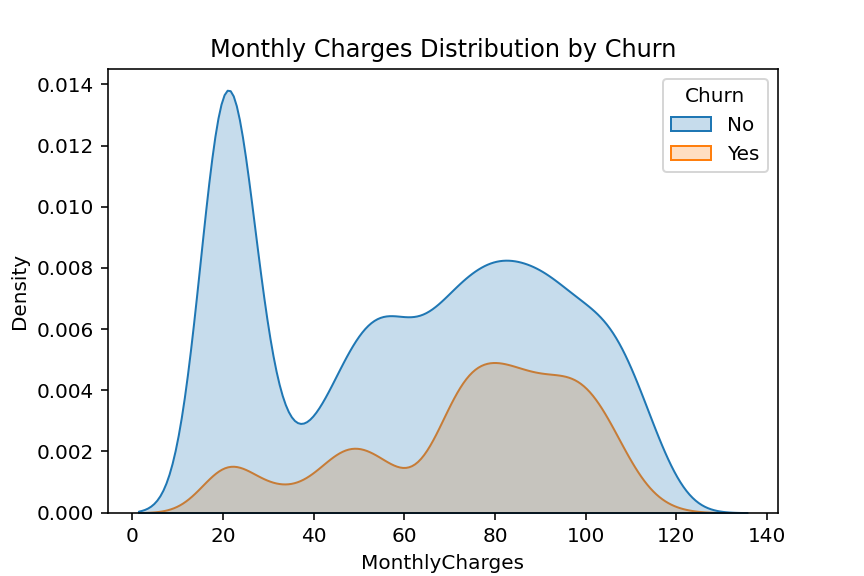 Monthly Charges Distribution by Churn
Churn
No
Yes
Density
0.014
0.012
0.010
0.008
0.006
0.004
0.002
0.000
0 20 40 60 80 100 120 140
MonthlyCharges